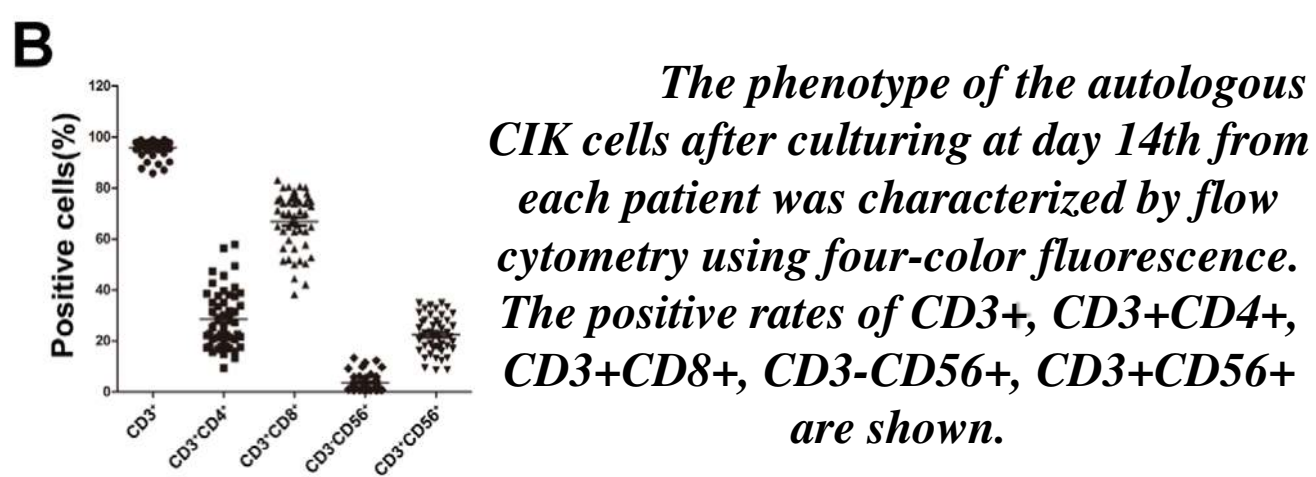 B
Positive cells(%)
120
100
80
60
40
20
0
CD3⁺
CD3⁺CD4⁺
CD3⁺CD8⁺
CD3⁻CD56⁺
CD3⁺CD56⁺
The phenotype of the autologous
CIK cells after culturing at day 14th from
each patient was characterized by flow
cytometry using four-color fluorescence.
The positive rates of CD3+, CD3+CD4+,
CD3+CD8+, CD3-CD56+, CD3+CD56+
are shown.